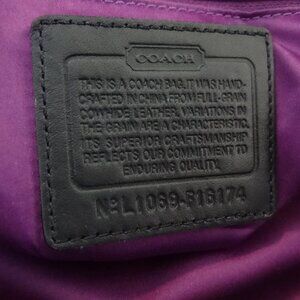 COACH
THIS IS A COACH BAG.IT WAS HAND-
CRAFTED IN CHINA FROM FULL-GRAIN
COWHIDE LEATHER. VARIATIONS IN
THE GRAIN ARE A CHARACTERISTIC.
ITS SUPERIOR CRAFTSMANSHIP
REFLECTS OUR COMMITMENT TO
ENDURING QUALITY.
Nº L1069-F16174